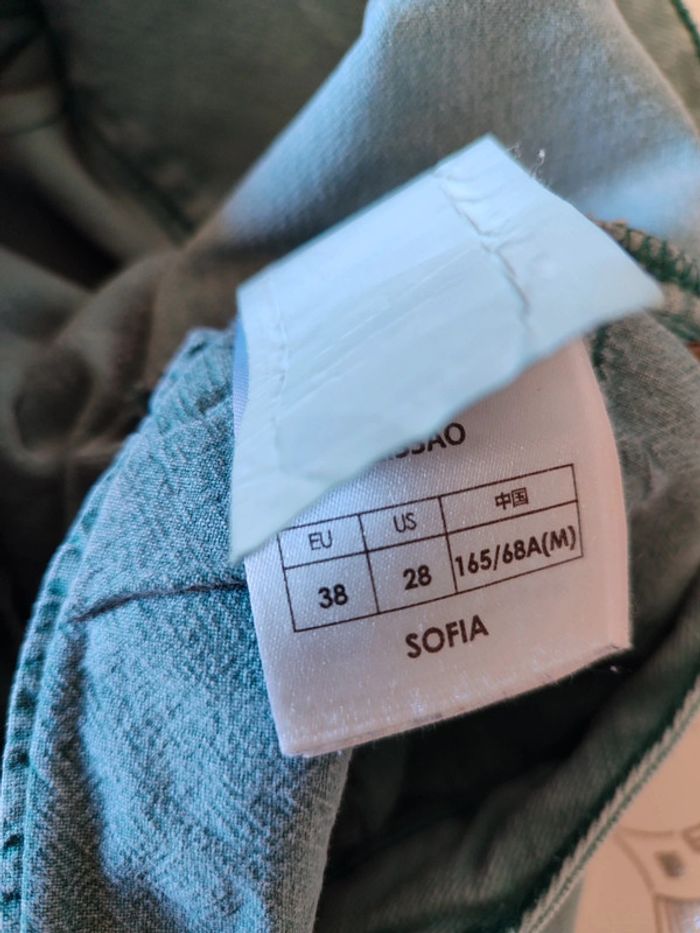 EU US 中国
38 28 165/68A(M)
SOFIA